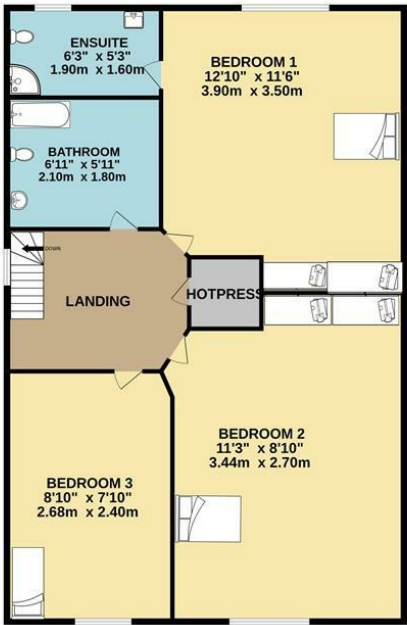 ENSUITE
6'3" x 5'3"
1.90m x 1.60m
BEDROOM 1
12'10" x 11'6"
3.90m x 3.50m
BATHROOM
6'11" x 5'11"
2.10m x 1.80m
DOWN
LANDING
HOTPRESS
BEDROOM 2
11'3" x 8'10"
3.44m x 2.70m
BEDROOM 3
8'10" x 7'10"
2.68m x 2.40m